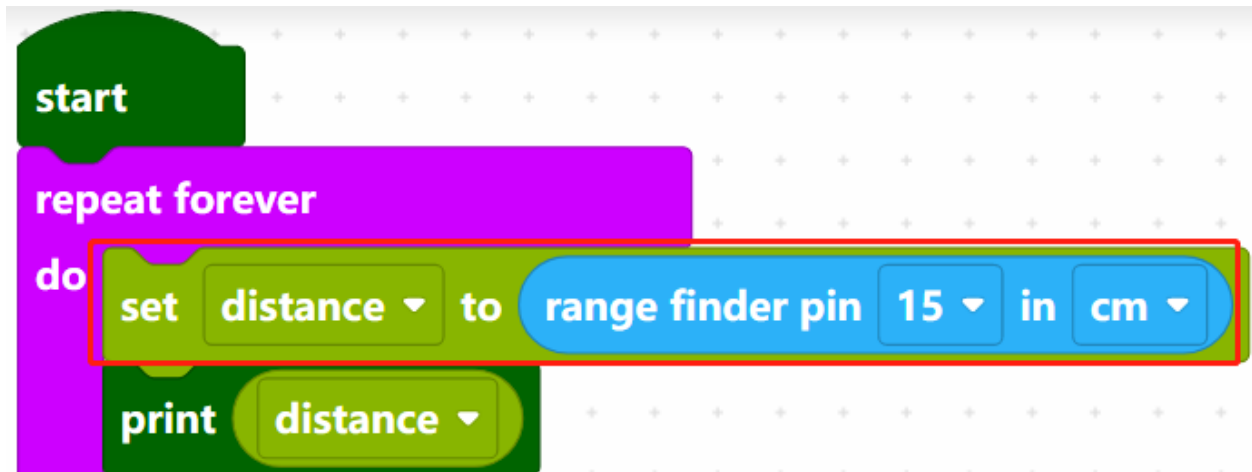 start
repeat forever
do
set distance to range finder pin 15 in cm
print distance